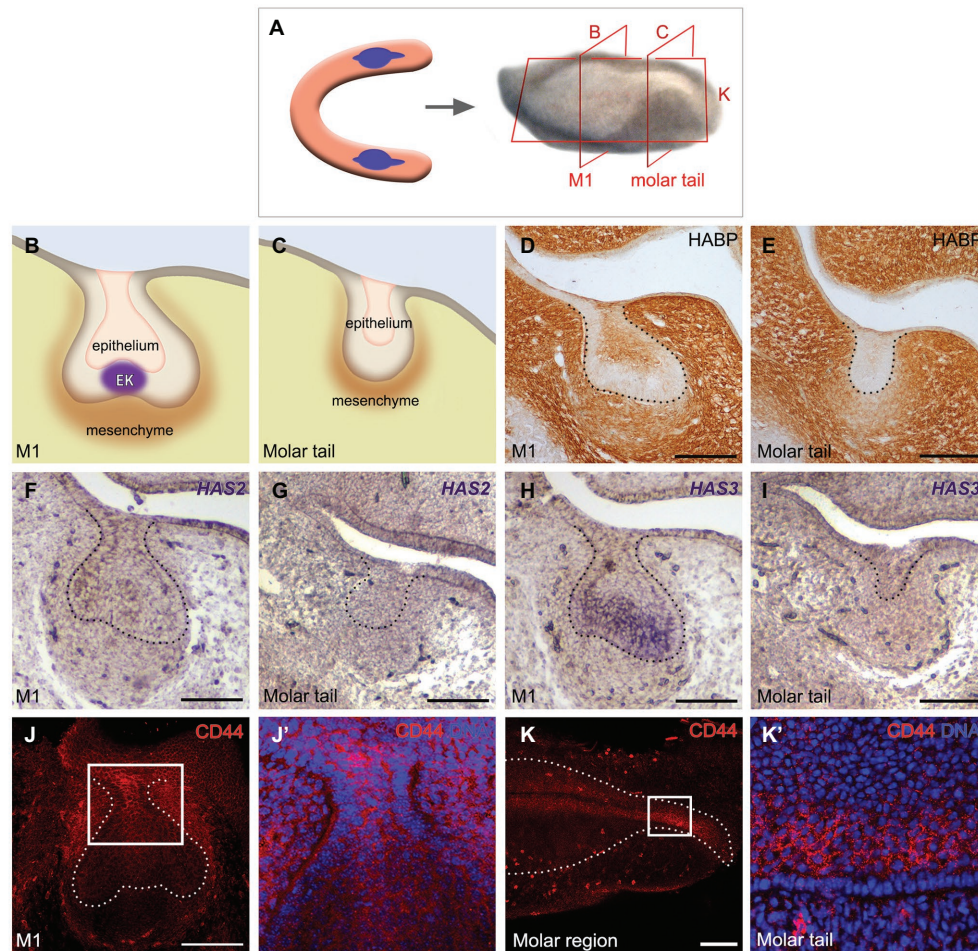 A
B
C
K
M1
molar tail
B
epithelium
EK
mesenchyme
M1
C
epithelium
mesenchyme
Molar tail
D
HABP
M1
E
HABP
Molar tail
F
HAS2
M1
G
HAS2
Molar tail
H
HAS3
M1
I
HAS3
Molar tail
J
CD44
M1
J’
CD44
K
CD44
Molar region
K’
CD44 DNA
Molar tail